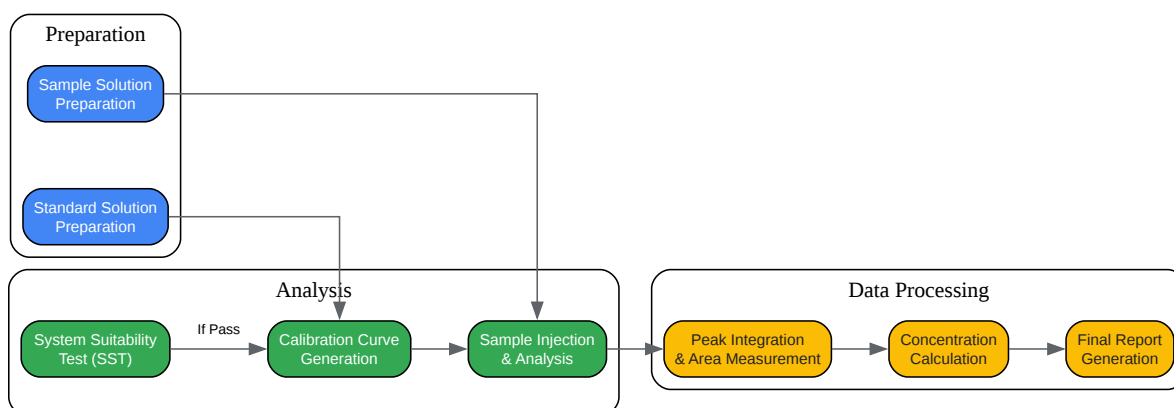 Preparation
Sample Solution
Preparation
Standard Solution
Preparation
Analysis
System Suitability
Test (SST)
If Pass
Calibration Curve
Generation
Sample Injection
& Analysis
Data Processing
Peak Integration
& Area Measurement
Concentration
Calculation
Final Report
Generation